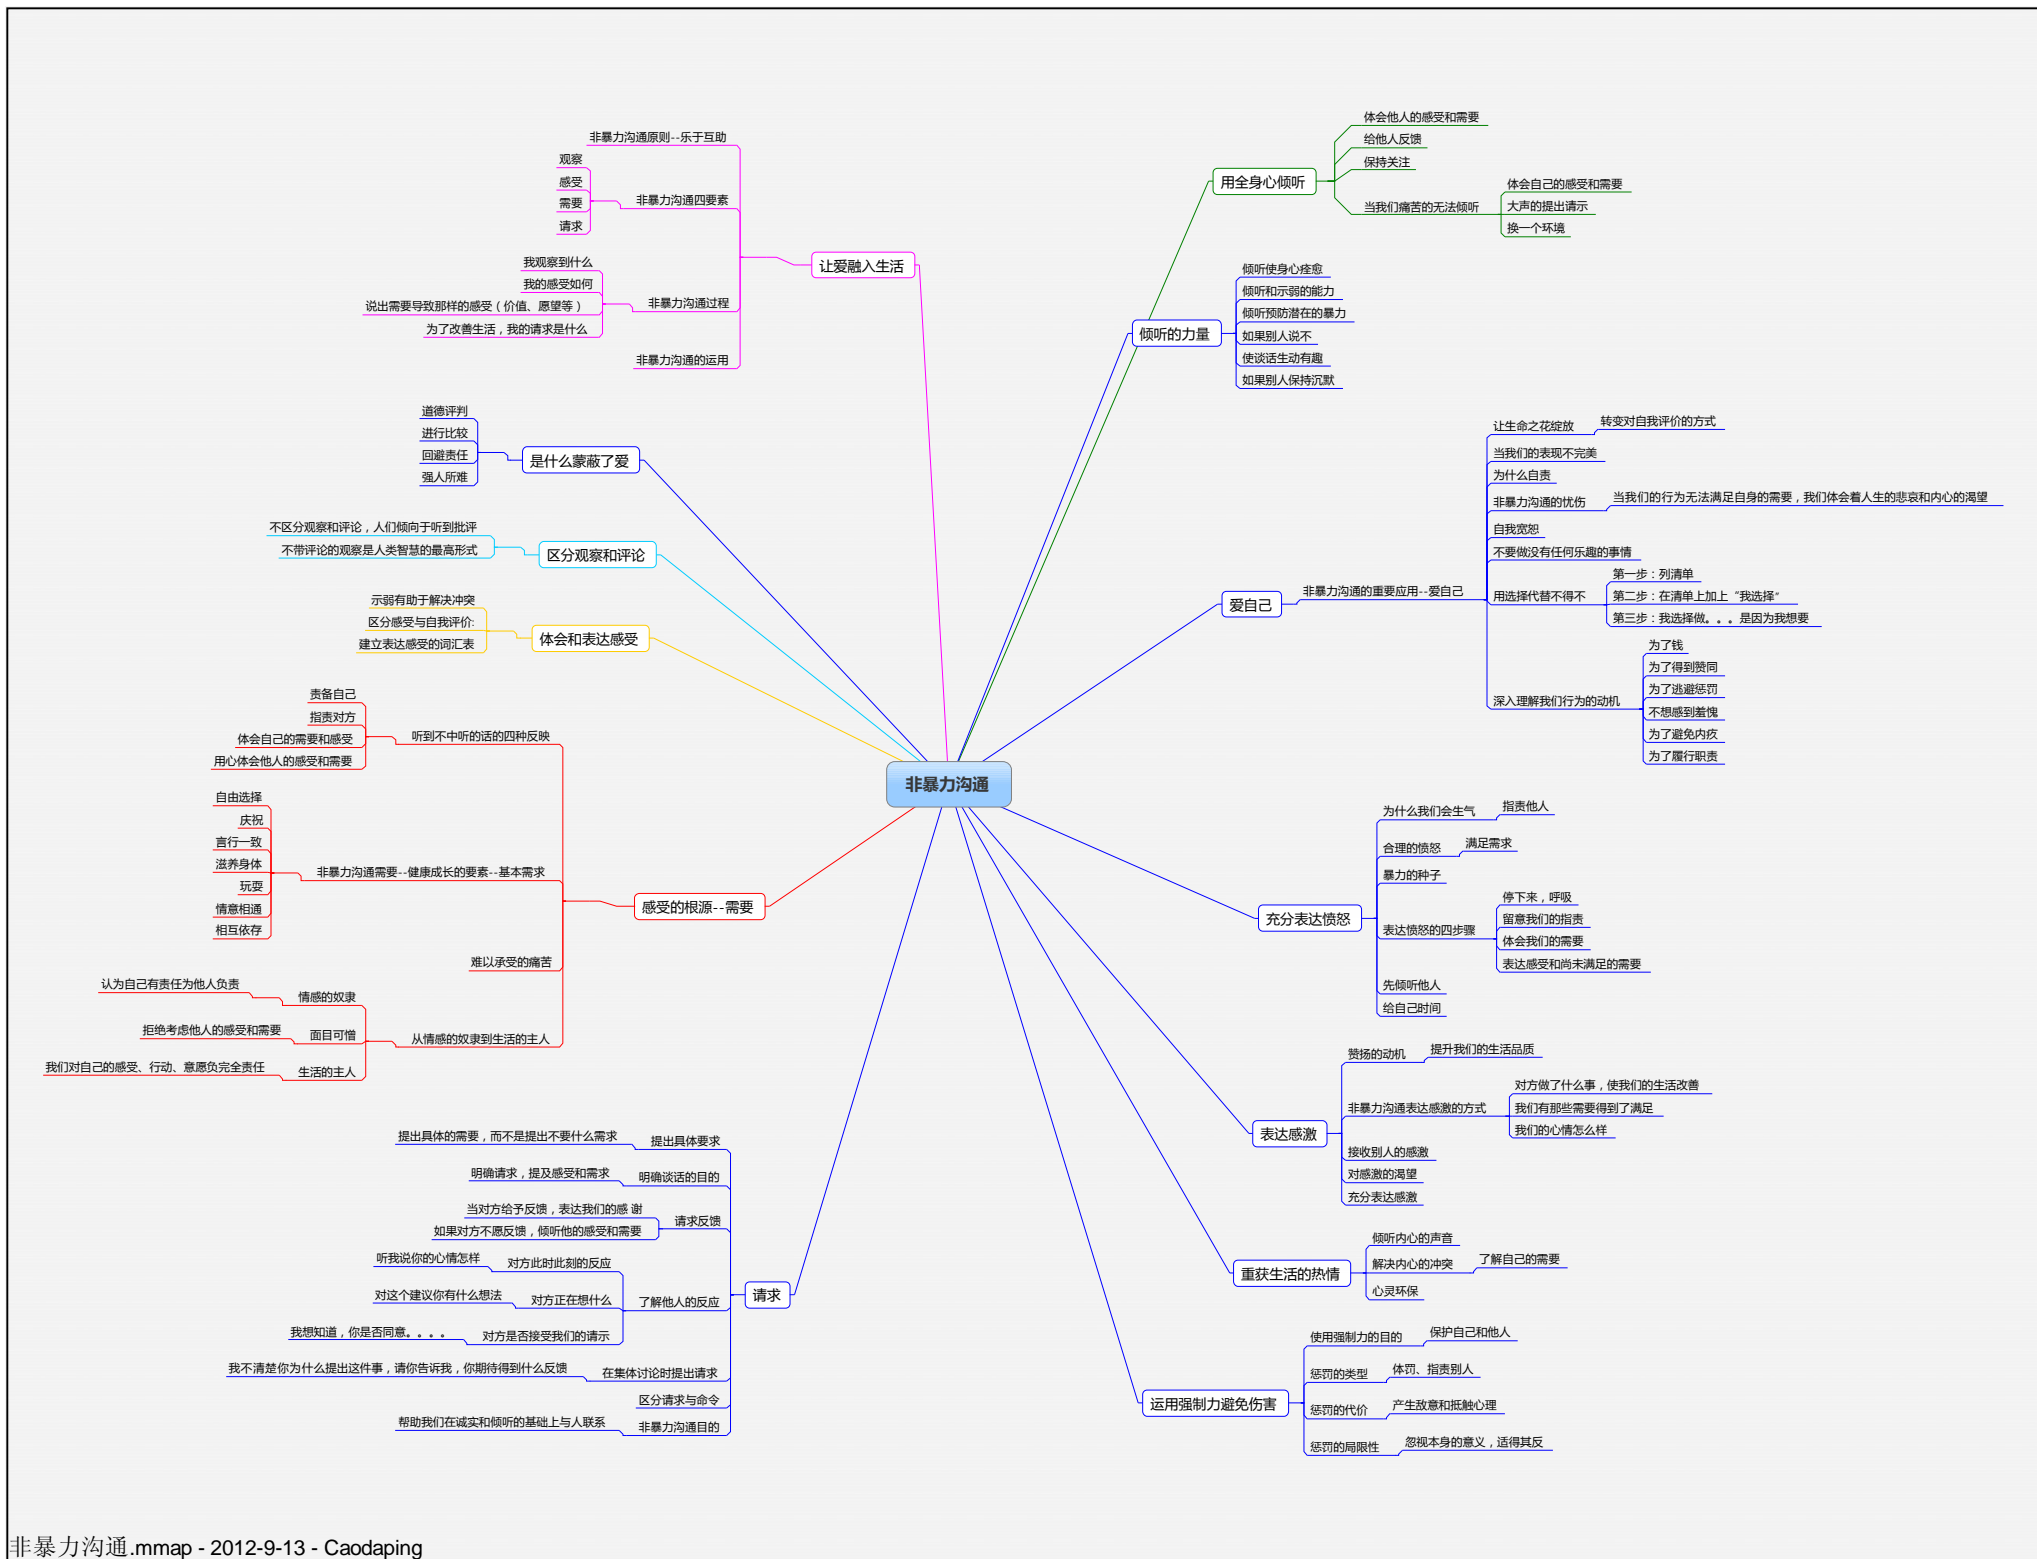 非暴力沟通
让爱融入生活
非暴力沟通原则--乐于互助
非暴力沟通四要素
观察
感受
需要
请求
非暴力沟通过程
我观察到什么
我的感受如何
说出需要导致那样的感受（价值、愿望等）
为了改善生活，我的请求是什么
非暴力沟通的运用
是什么蒙蔽了爱
道德评判
进行比较
回避责任
强人所难
区分观察和评论
不区分观察和评论，人们倾向于听到批评
不带评论的观察是人类智慧的最高形式
体会和表达感受
示弱有助于解决冲突
区分感受与自我评价:
建立表达感受的词汇表
感受的根源--需要
听到不中听的话的四种反映
责备自己
指责对方
体会自己的需要和感受
用心体会他人的感受和需要
非暴力沟通需要--健康成长的要素--基本需求
自由选择
庆祝
言行一致
滋养身体
玩耍
情意相通
相互依存
难以承受的痛苦
从情感的奴隶到生活的主人
情感的奴隶
认为自己有责任为他人负责
面目可憎
拒绝考虑他人的感受和需要
生活的主人
我们对自己的感受、行动、意愿负完全责任
请求
提出具体要求
提出具体的需要，而不是提出不要什么需求
明确谈话的目的
明确请求，提及感受和需求
请求反馈
当对方给予反馈，表达我们的感 谢
如果对方不愿反馈，倾听他的感受和需要
了解他人的反应
对方此时此刻的反应
听我说你的心情怎样
对方正在想什么
对这个建议你有什么想法
对方是否接受我们的请示
我想知道，你是否同意。。。。
在集体讨论时提出请求
我不清楚你为什么提出这件事，请你告诉我，你期待得到什么反馈
区分请求与命令
非暴力沟通目的
帮助我们在诚实和倾听的基础上与人联系
用全身心倾听
体会他人的感受和需要
给他人反馈
保持关注
当我们痛苦的无法倾听
体会自己的感受和需要
大声的提出请示
换一个环境
倾听的力量
倾听使身心痊愈
倾听和示弱的能力
倾听预防潜在的暴力
如果别人说不
使谈话生动有趣
如果别人保持沉默
爱自己
非暴力沟通的重要应用--爱自己
让生命之花绽放
转变对自我评价的方式
当我们的表现不完美
为什么自责
非暴力沟通的忧伤
当我们的行为无法满足自身的需要，我们体会着人生的悲哀和内心的渴望
自我宽恕
不要做没有任何乐趣的事情
用选择代替不得不
第一步：列清单
第二步：在清单上加上“我选择”
第三步：我选择做。。。是因为我想要
深入理解我们行为的动机
为了钱
为了得到赞同
为了逃避惩罚
不想感到羞愧
为了避免内疚
为了履行职责
充分表达愤怒
为什么我们会生气
指责他人
合理的愤怒
满足需求
暴力的种子
表达愤怒的四步骤
停下来，呼吸
留意我们的指责
体会我们的需要
表达感受和尚未满足的需要
先倾听他人
给自己时间
表达感激
赞扬的动机
提升我们的生活品质
非暴力沟通表达感激的方式
对方做了什么事，使我们的生活改善
我们有那些需要得到了满足
我们的心情怎么样
接收别人的感激
对感激的渴望
充分表达感激
重获生活的热情
倾听内心的声音
解决内心的冲突
了解自己的需要
心灵环保
运用强制力避免伤害
使用强制力的目的
保护自己和他人
惩罚的类型
体罚、指责别人
惩罚的代价
产生敌意和抵触心理
惩罚的局限性
忽视本身的意义，适得其反
非暴力沟通.mmap - 2012-9-13 - Caodaping